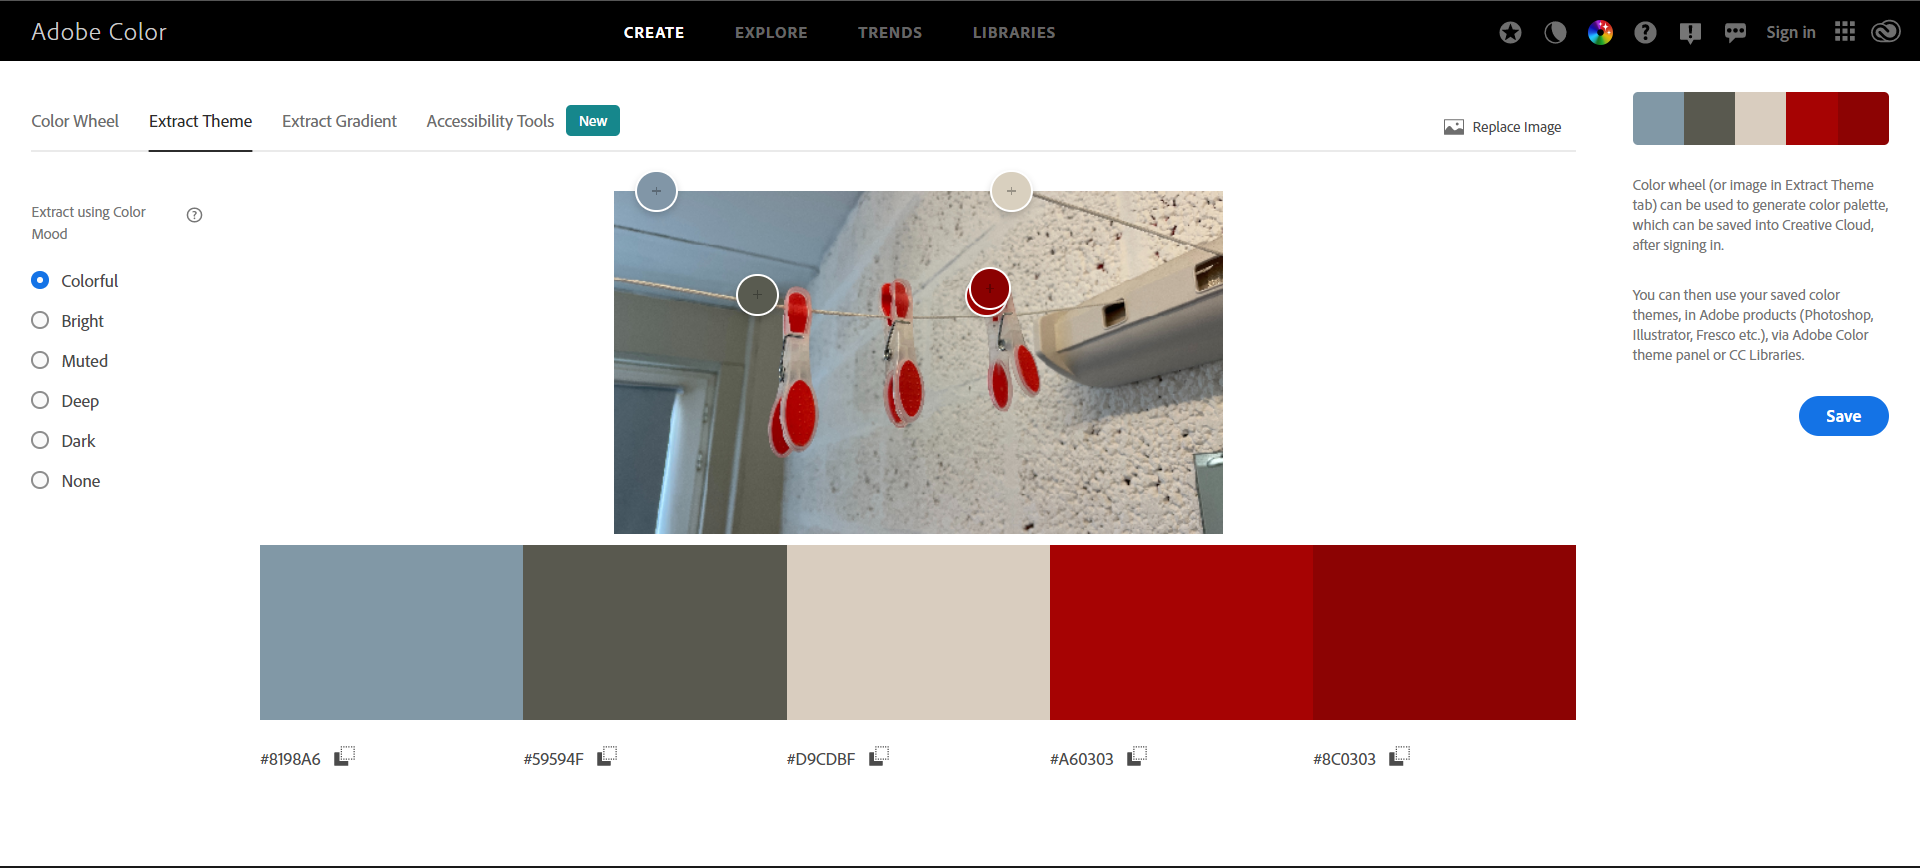 Adobe Color
CREATE
EXPLORE
TRENDS
LIBRARIES
Sign in
Color Wheel
Extract Theme
Extract Gradient
Accessibility Tools
New
Replace Image
Extract using Color
Mood
Colorful
Bright
Muted
Deep
Dark
None
Color wheel (or image in Extract Theme
tab) can be used to generate color palette,
which can be saved into Creative Cloud,
after signing in.
You can then use your saved color
themes, in Adobe products (Photoshop,
Illustrator, Fresco etc.), via Adobe Color
theme panel or CC Libraries.
Save
#8198A6
#59594F
#D9CDBF
#A60303
#8C0303